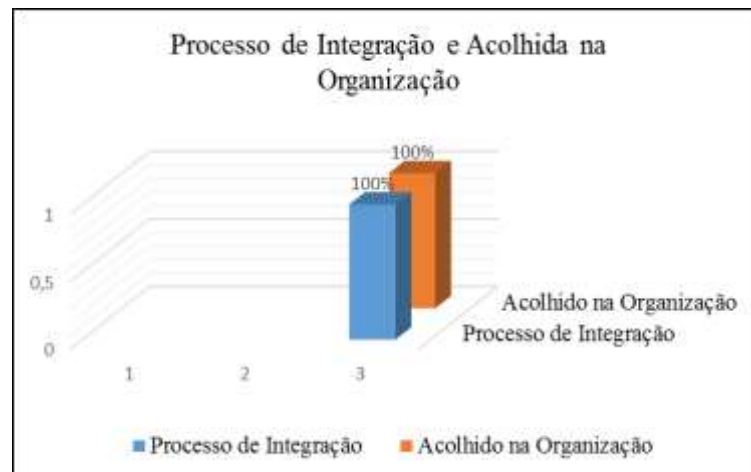 Processo de Integração e Acolhida na
Organização
100%
100%
1
0,5
0
Acolhido na Organização
Processo de Integração
1 2 3
Processo de Integração Acolhido na Organização